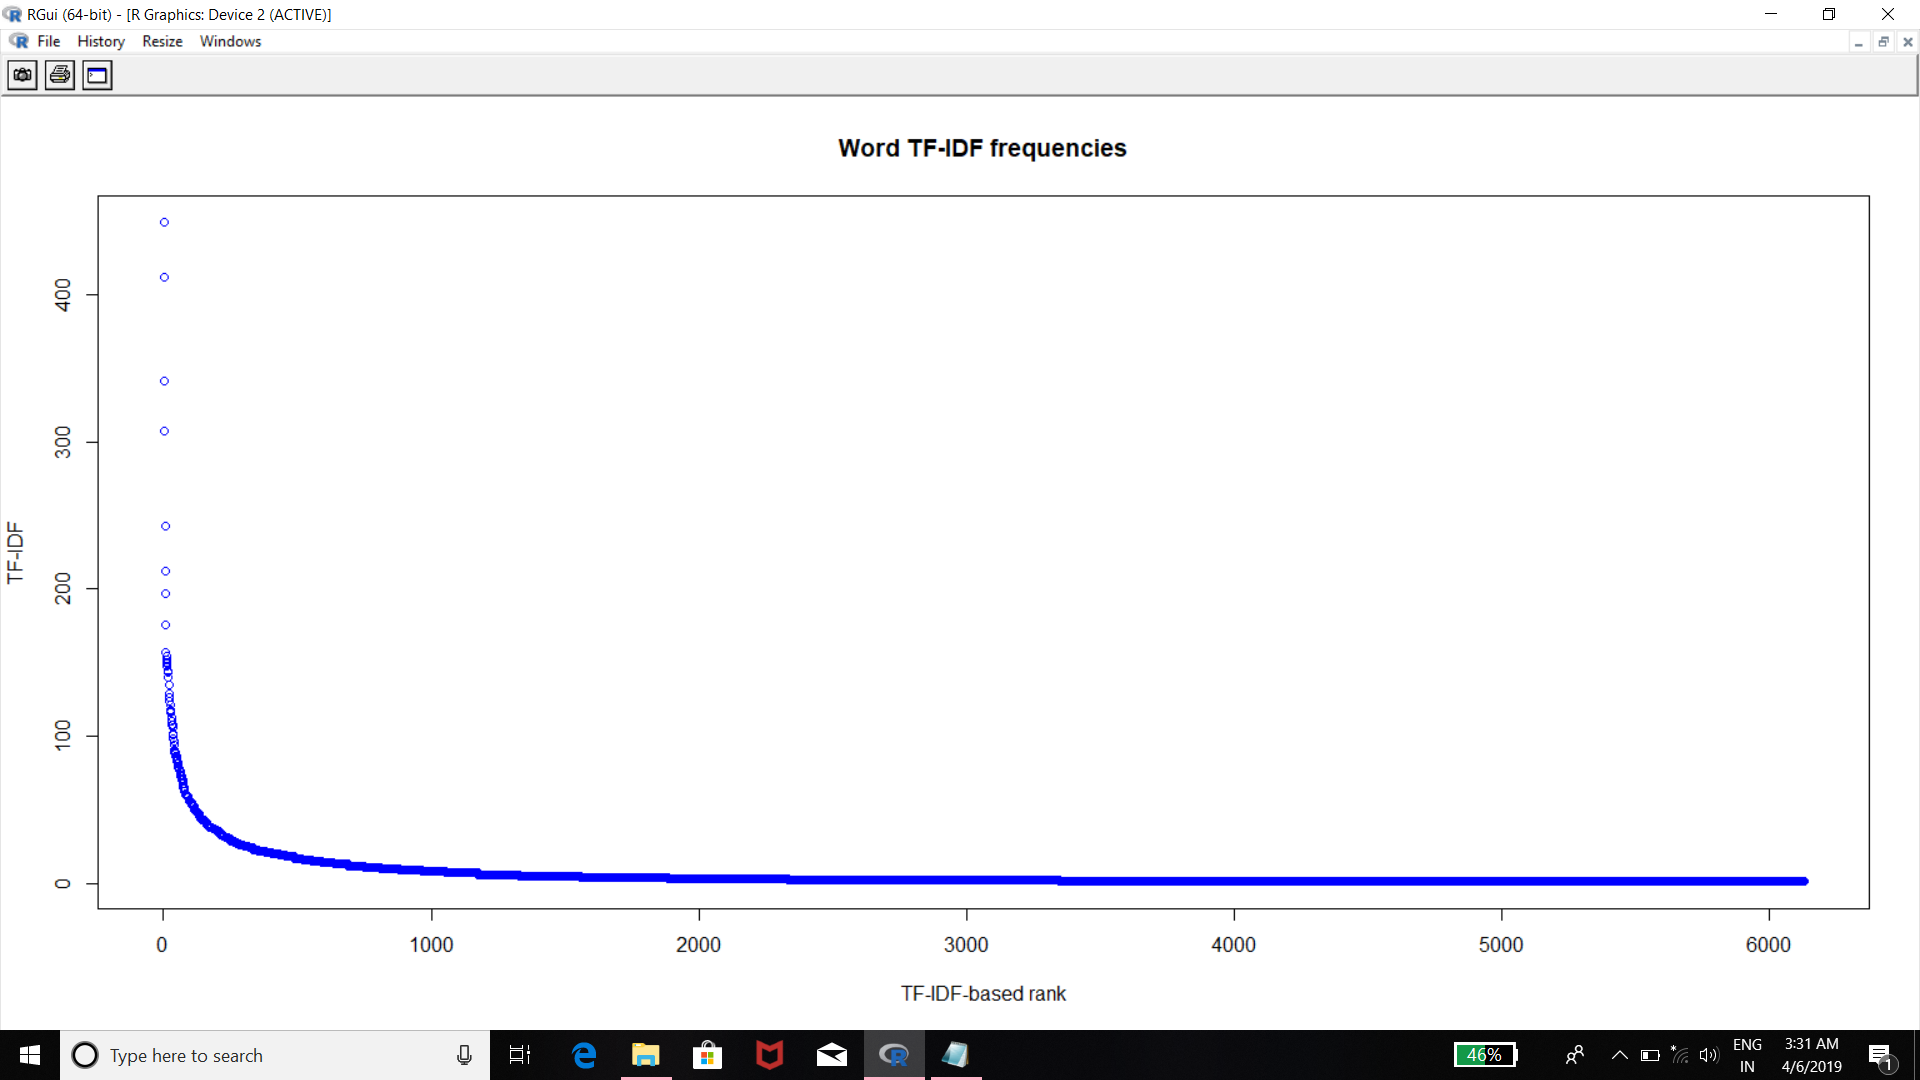 RGui (64-bit) - [R Graphics: Device 2 (ACTIVE)]
File History Resize Windows
Word TF-IDF frequencies
TF-IDF
400
300
200
100
0
0 1000 2000 3000 4000 5000 6000
TF-IDF-based rank
Type here to search
46%
ENG
IN
3:31 AM
4/6/2019
1